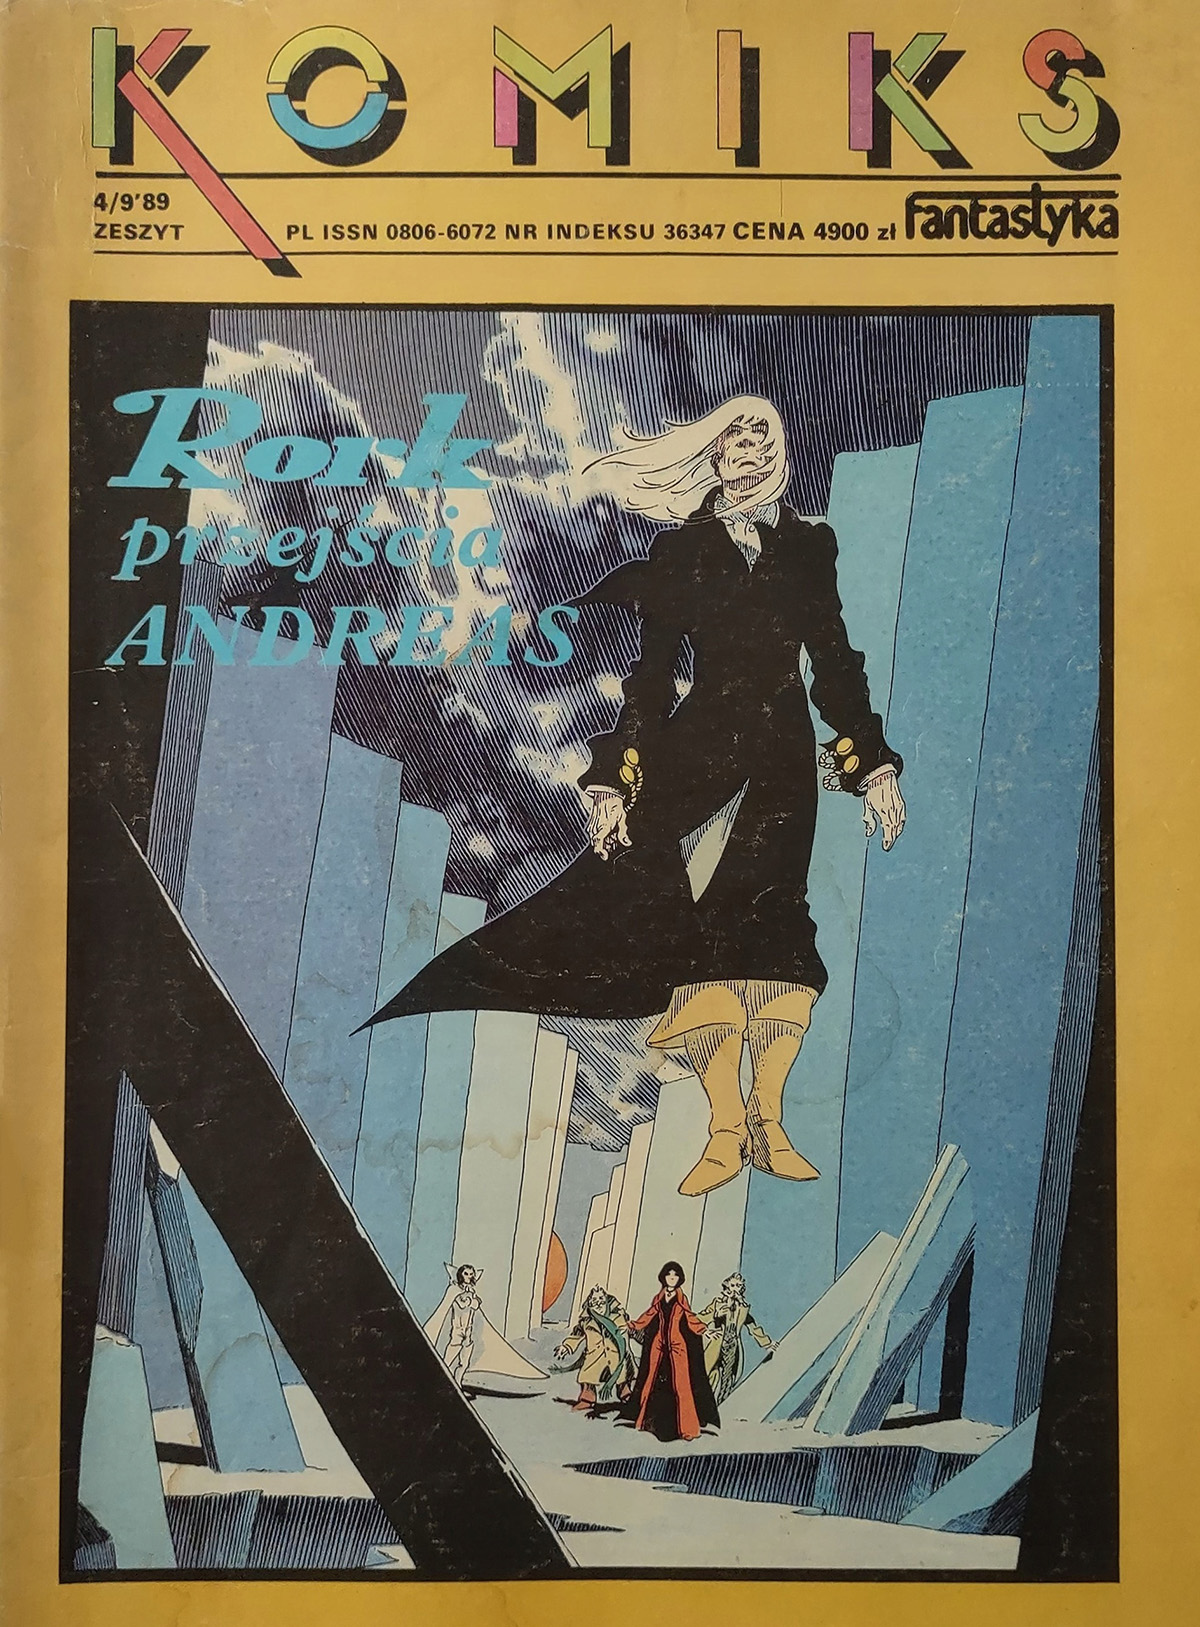 KOMIKS
4/9'89
ZESZYT PL ISSN 0806-6072 NR INDEKSU 36347 CENA 4900 zł fantastyka
Rork
przejścia
ANDREAS